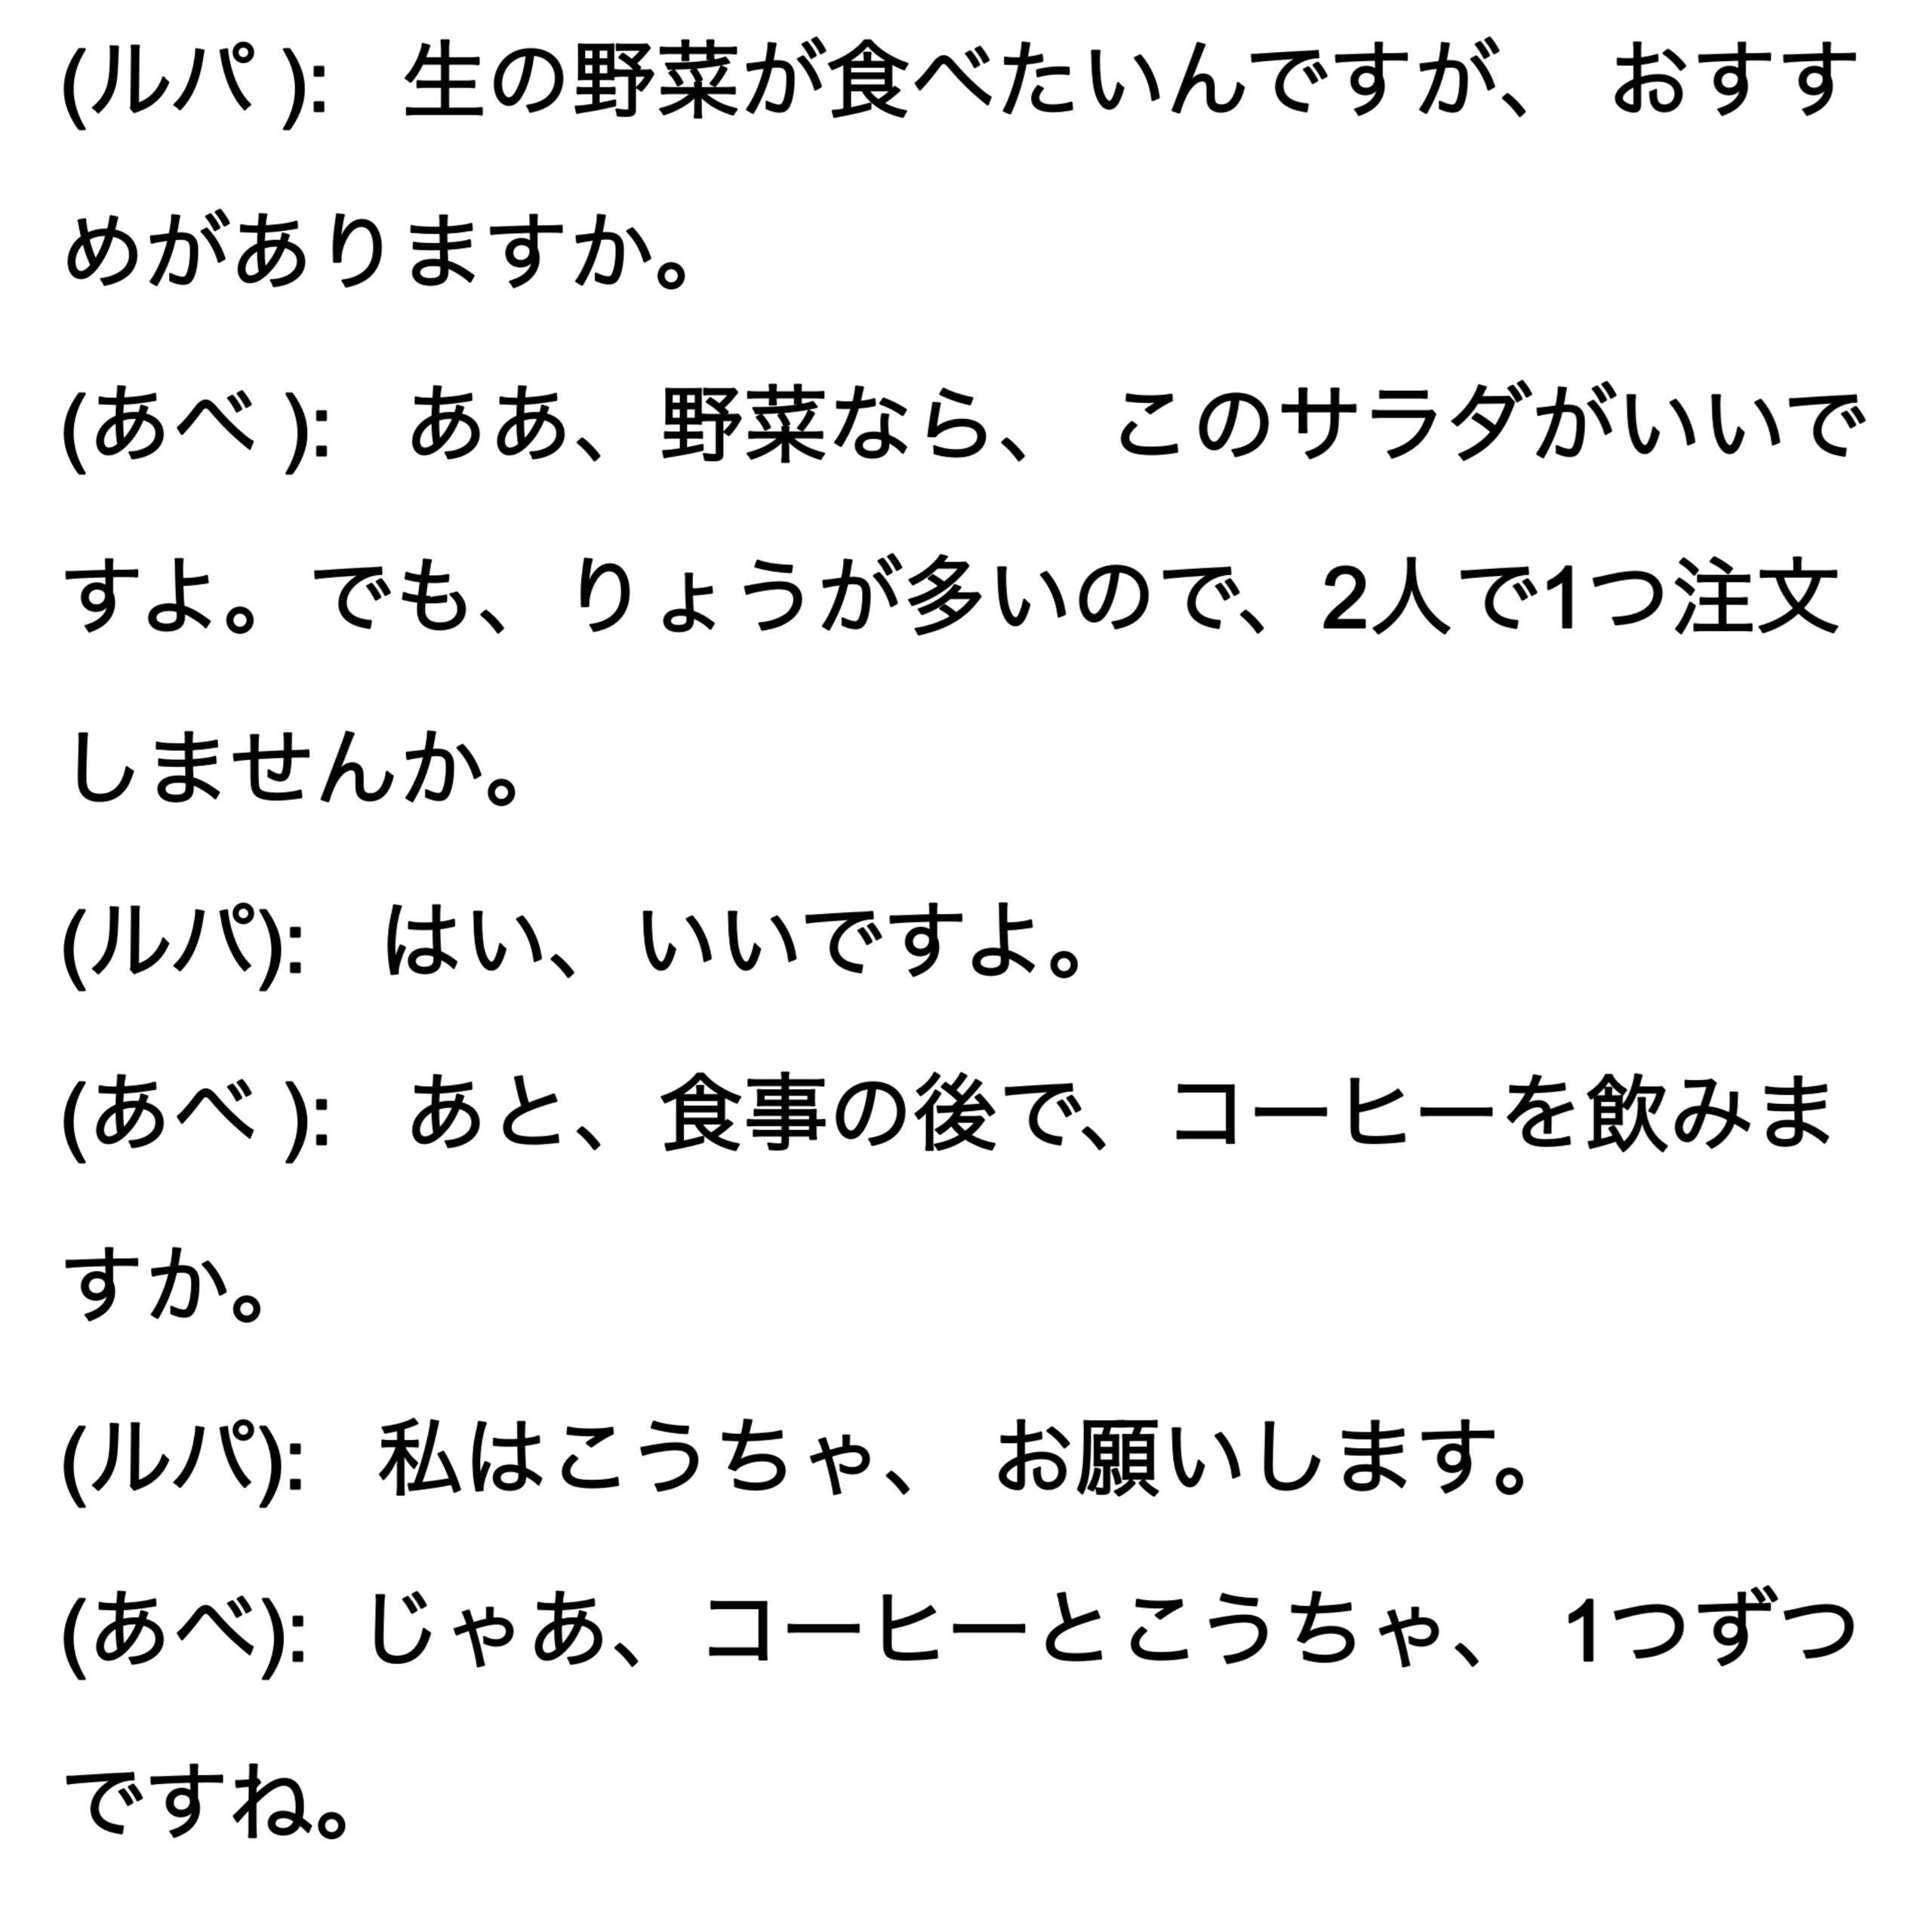 (ルパ ):　生の野菜が食べたいんですが、　おすす
めがありますか。
(あべ ):　ああ、 野菜なら、　このサラダがいいで
すよ。でも、 りょうが多いので、 2人で1つ注文
しませんか。
(ルパ):　はい、 いいですよ。
(あべ ):　あと、 食事の後で、 コーヒーを飲みま
すか。
(ルパ):　私はこうちゃ、　お願いします。
(あべ): じゃあ、コーヒーとこうちゃ、 1つずつ
ですね。